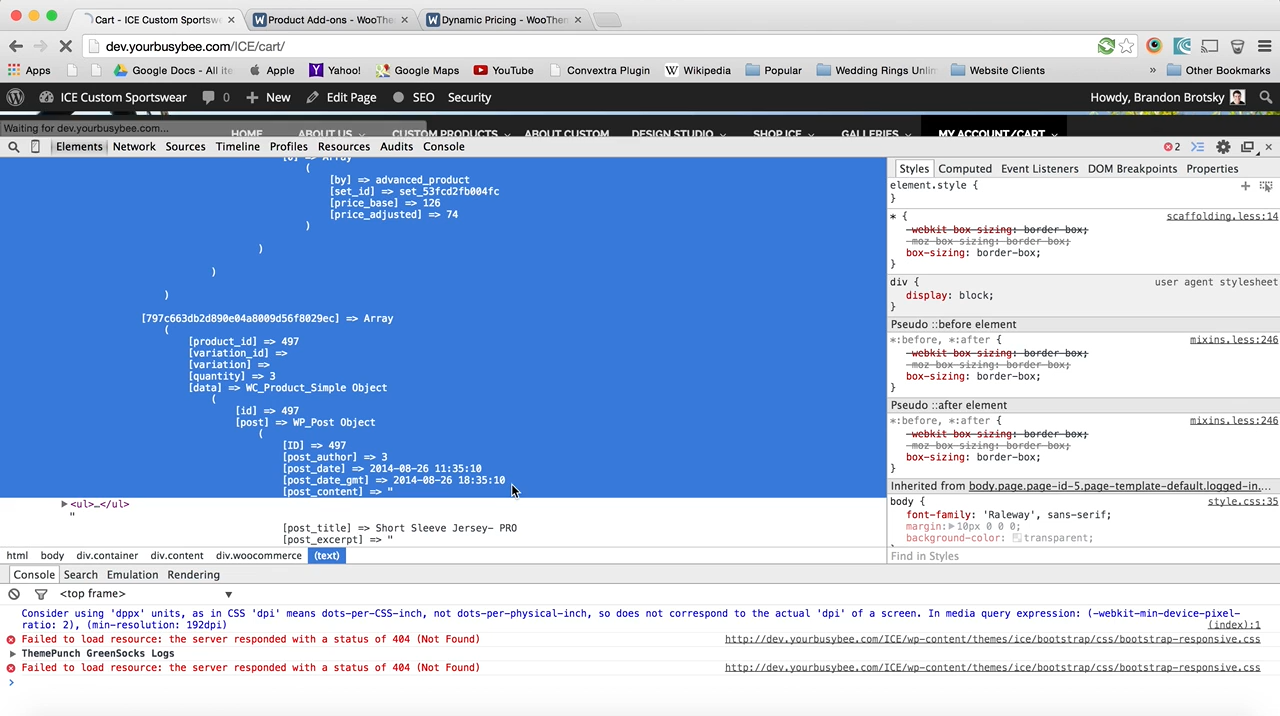 Cart - ICE Custom Sportswe
Product Add-ons - WooThe
Dynamic Pricing - WooThen
dev.yourbusybee.com/ICE/cart/
Apps
Google Docs - All ite
Apple
Yahoo!
Google Maps
YouTube
Convextra Plugin
Wikipedia
Popular
Wedding Rings Unlim
Website Clients
»
Other Bookmarks
ICE Custom Sportswear
0
New
Edit Page
SEO
Security
Howdy, Brandon Brotsky
Waiting for dev.yourbusybee.com...
HOME
ABOUT US
CUSTOM PRODUCTS
ABOUT CUSTOM
DESIGN STUDIO
SHOP ICE
GALLERIES
MY ACCOUNT/CART
Elements
Network
Sources
Timeline
Profiles
Resources
Audits
Console
2
[0] => Array
(
[by] => advanced_product
[set_id] => set_53fcd2fb004fc
[price_base] => 126
[price_adjusted] => 74
)
)
)
)
[797c663db2d890e04a8009d56f8029ec] => Array
(
[product_id] => 497
[variation_id] =>
[variation] =>
[quantity] => 3
[data] => WC_Product_Simple Object
(
[id] => 497
[post] => WP_Post Object
(
[ID] => 497
[post_author] => 3
[post_date] => 2014-08-26 11:35:10
[post_date_gmt] => 2014-08-26 18:35:10
[post_content] => "
<ul>…</ul>
"
[post_title] => Short Sleeve Jersey- PRO
[post_excerpt] => "
html
body
div.container
div.content
div.woocommerce
(text)
Styles
Computed
Event Listeners
DOM Breakpoints
Properties
element.style {
}
* {
scaffolding.less:14
-webkit-box-sizing: border-box;
-moz-box-sizing: border-box;
box-sizing: border-box;
}
div {
user agent stylesheet
display: block;
}
Pseudo ::before element
*:before, *:after {
mixins.less:246
-webkit-box-sizing: border-box;
-moz-box-sizing: border-box;
box-sizing: border-box;
}
Pseudo ::after element
*:before, *:after {
mixins.less:246
-webkit-box-sizing: border-box;
-moz-box-sizing: border-box;
box-sizing: border-box;
}
Inherited from body.page.page-id-5.page-template-default.logged-in.…
body {
style.css:35
font-family: 'Raleway', sans-serif;
margin: 10px 0 0 0;
background-color: transparent;
Find in Styles
Console
Search
Emulation
Rendering
<top frame>
Consider using 'dppx' units, as in CSS 'dpi' means dots-per-CSS-inch, not dots-per-physical-inch, so does not correspond to the actual 'dpi' of a screen. In media query expression: (-webkit-min-device-pixel-
ratio: 2), (min-resolution: 192dpi)
(index):1
Failed to load resource: the server responded with a status of 404 (Not Found)
http://dev.yourbusybee.com/ICE/wp-content/themes/ice/bootstrap/css/bootstrap-responsive.css
ThemePunch GreenSocks Logs
Failed to load resource: the server responded with a status of 404 (Not Found)
http://dev.yourbusybee.com/ICE/wp-content/themes/ice/bootstrap/css/bootstrap-responsive.css